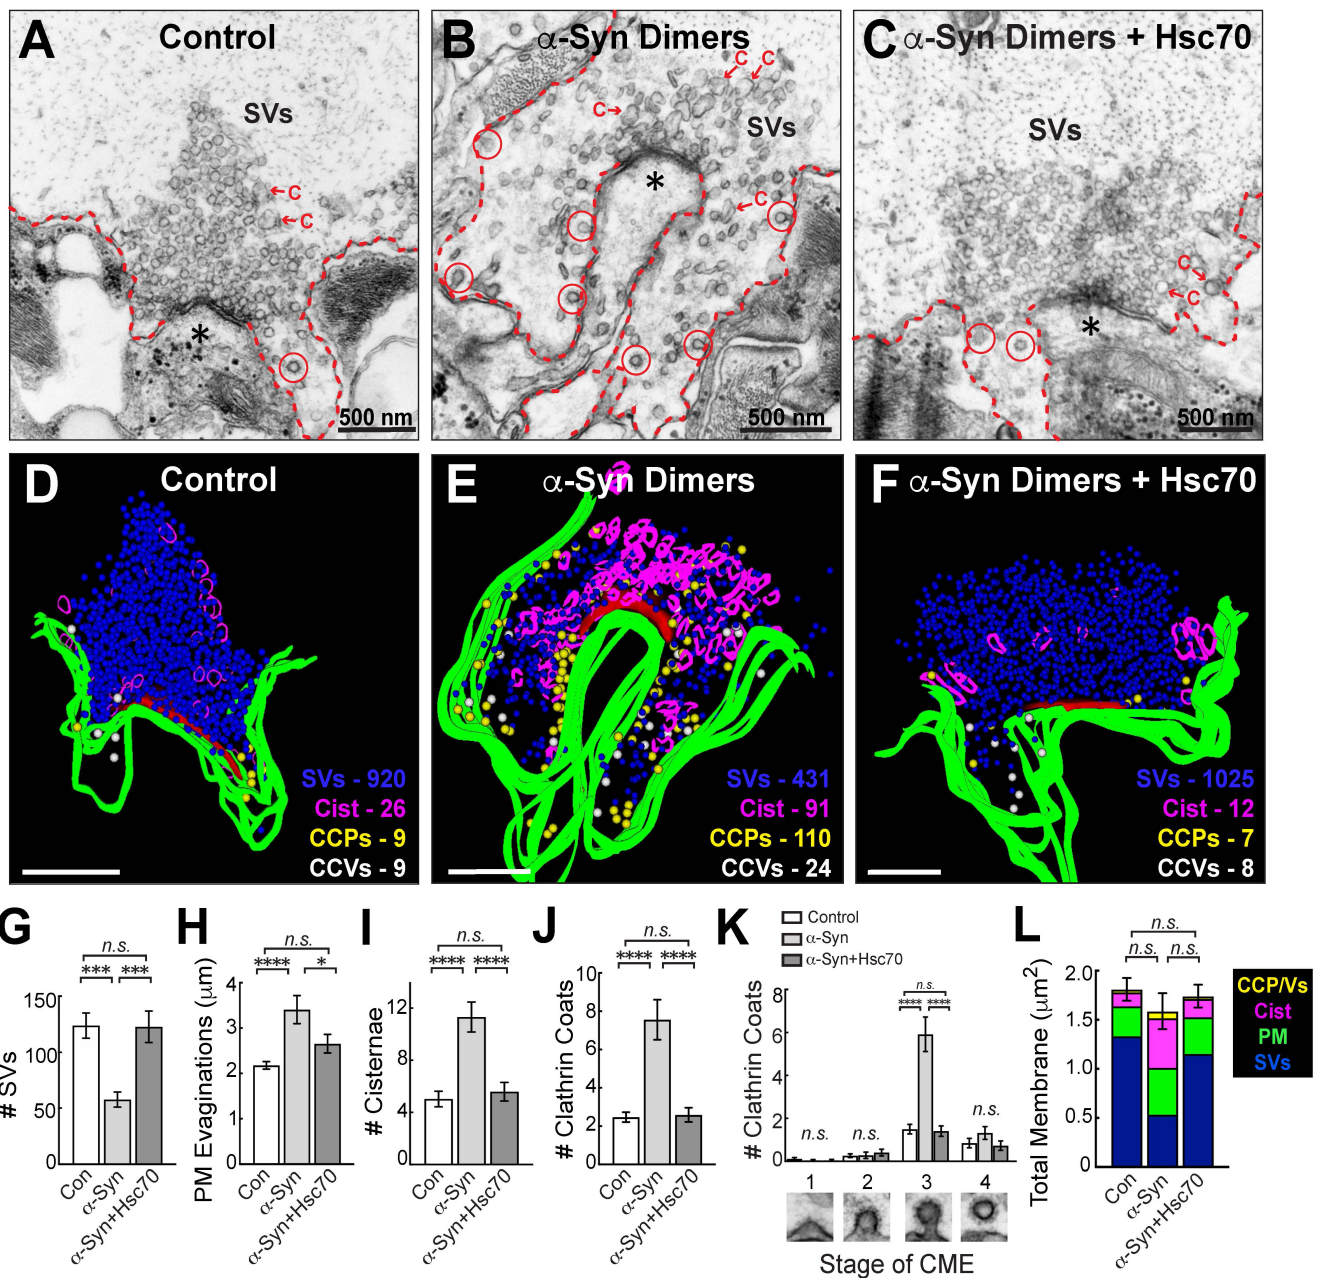 A Control
SVs
C
C
*
500 nm
B α-Syn Dimers
C
C
C
SVs
*
C
500 nm
C α-Syn Dimers + Hsc70
SVs
C
C
*
500 nm
D Control
SVs - 920
Cist - 26
CCPs - 9
CCVs - 9
E α-Syn Dimers
SVs - 431
Cist - 91
CCPs - 110
CCVs - 24
F α-Syn Dimers + Hsc70
SVs - 1025
Cist - 12
CCPs - 7
CCVs - 8
G
n.s.
*** ***
# SVs
150
100
50
0
Con
α-Syn
α-Syn+Hsc70
H
n.s.
**** *
PM Evaginations (μm)
4
3
2
1
0
Con
α-Syn
α-Syn+Hsc70
I
n.s.
**** ****
# Cisternae
12
8
4
0
Con
α-Syn
α-Syn+Hsc70
J
n.s.
**** ****
# Clathrin Coats
10
8
6
4
2
0
Con
α-Syn
α-Syn+Hsc70
K
Control
α-Syn
α-Syn+Hsc70
n.s.
**** ****
n.s.
n.s.
n.s.
# Clathrin Coats
8
6
4
2
0
1 2 3 4
Stage of CME
L
n.s.
n.s. n.s.
Total Membrane (μm²)
2.0
1.5
1.0
0.5
0
Con
α-Syn
α-Syn+Hsc70
CCP/Vs
Cist
PM
SVs